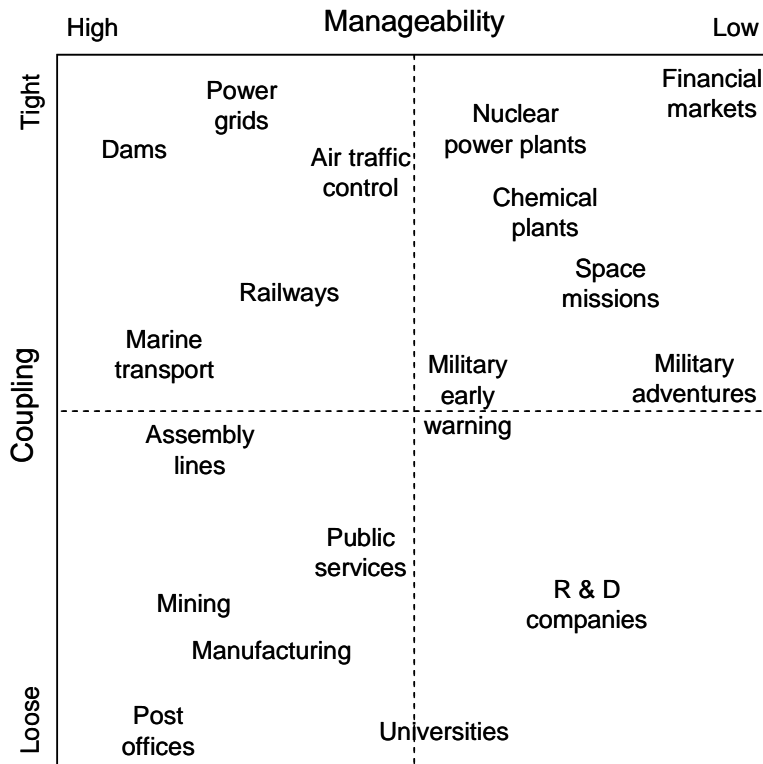 High
Manageability
Low
Tight
Coupling
Loose
Power
grids
Dams
Air traffic
control
Nuclear
power plants
Financial
markets
Chemical
plants
Space
missions
Railways
Marine
transport
Military
early
warning
Military
adventures
Assembly
lines
Public
services
Mining
Manufacturing
R & D
companies
Post
offices
Universities